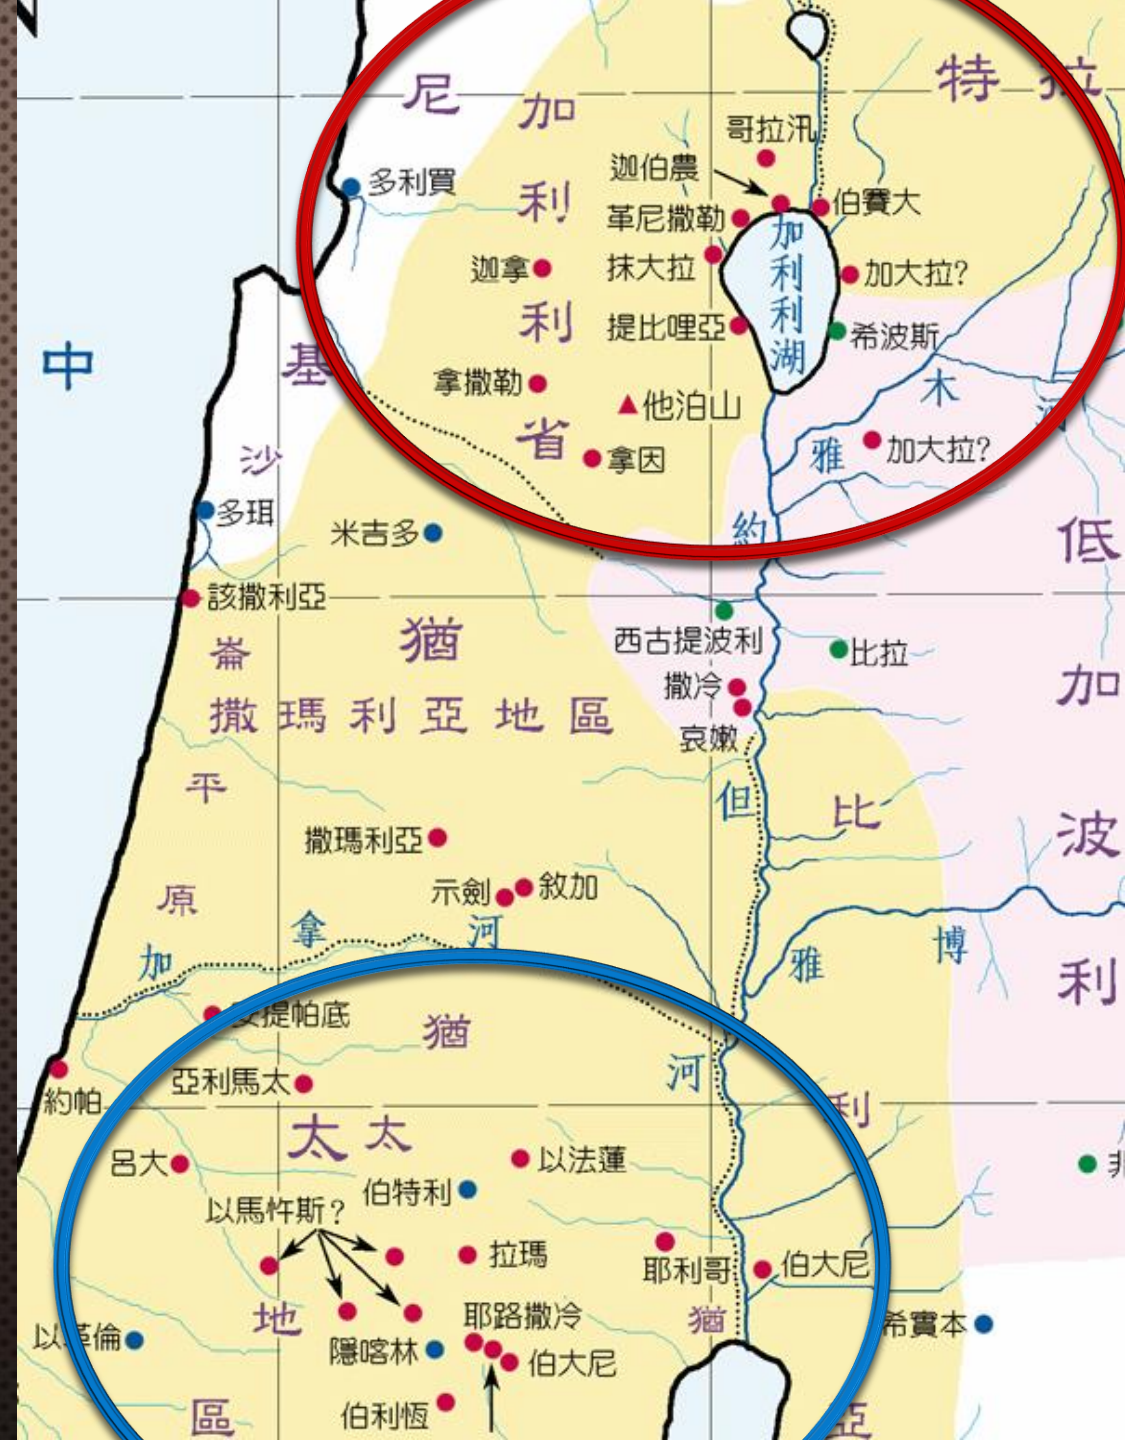 N
尼
特拉
加利利省
多利買
哥拉汛
迦伯農
伯賽大
革尼撒勒
迦拿
抹大拉
加大拉?
加利利湖
提比哩亞
希波斯
中
基
拿撒勒
他泊山
木
河
雅
加大拉?
拿因
沙
多珥
米吉多
約
低加波利
該撒利亞
崙
猶
西古提波利
比拉
撒冷
撒瑪利亞地區
哀嫩
平
但
比
撒瑪利亞
示劍
敘加
原
加拿河
雅博
安提帕底
猶
河
約帕
亞利馬太
利
太太
呂大
以法蓮
伯特利
以馬忤斯?
拉瑪
耶利哥
伯大尼
地
耶路撒冷
猶
希實本
以革倫
隱喀林
伯大尼
伯利恆
區
亞